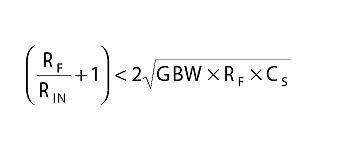 (R_F / R_IN + 1) < 2√(GBW × R_F × C_S)